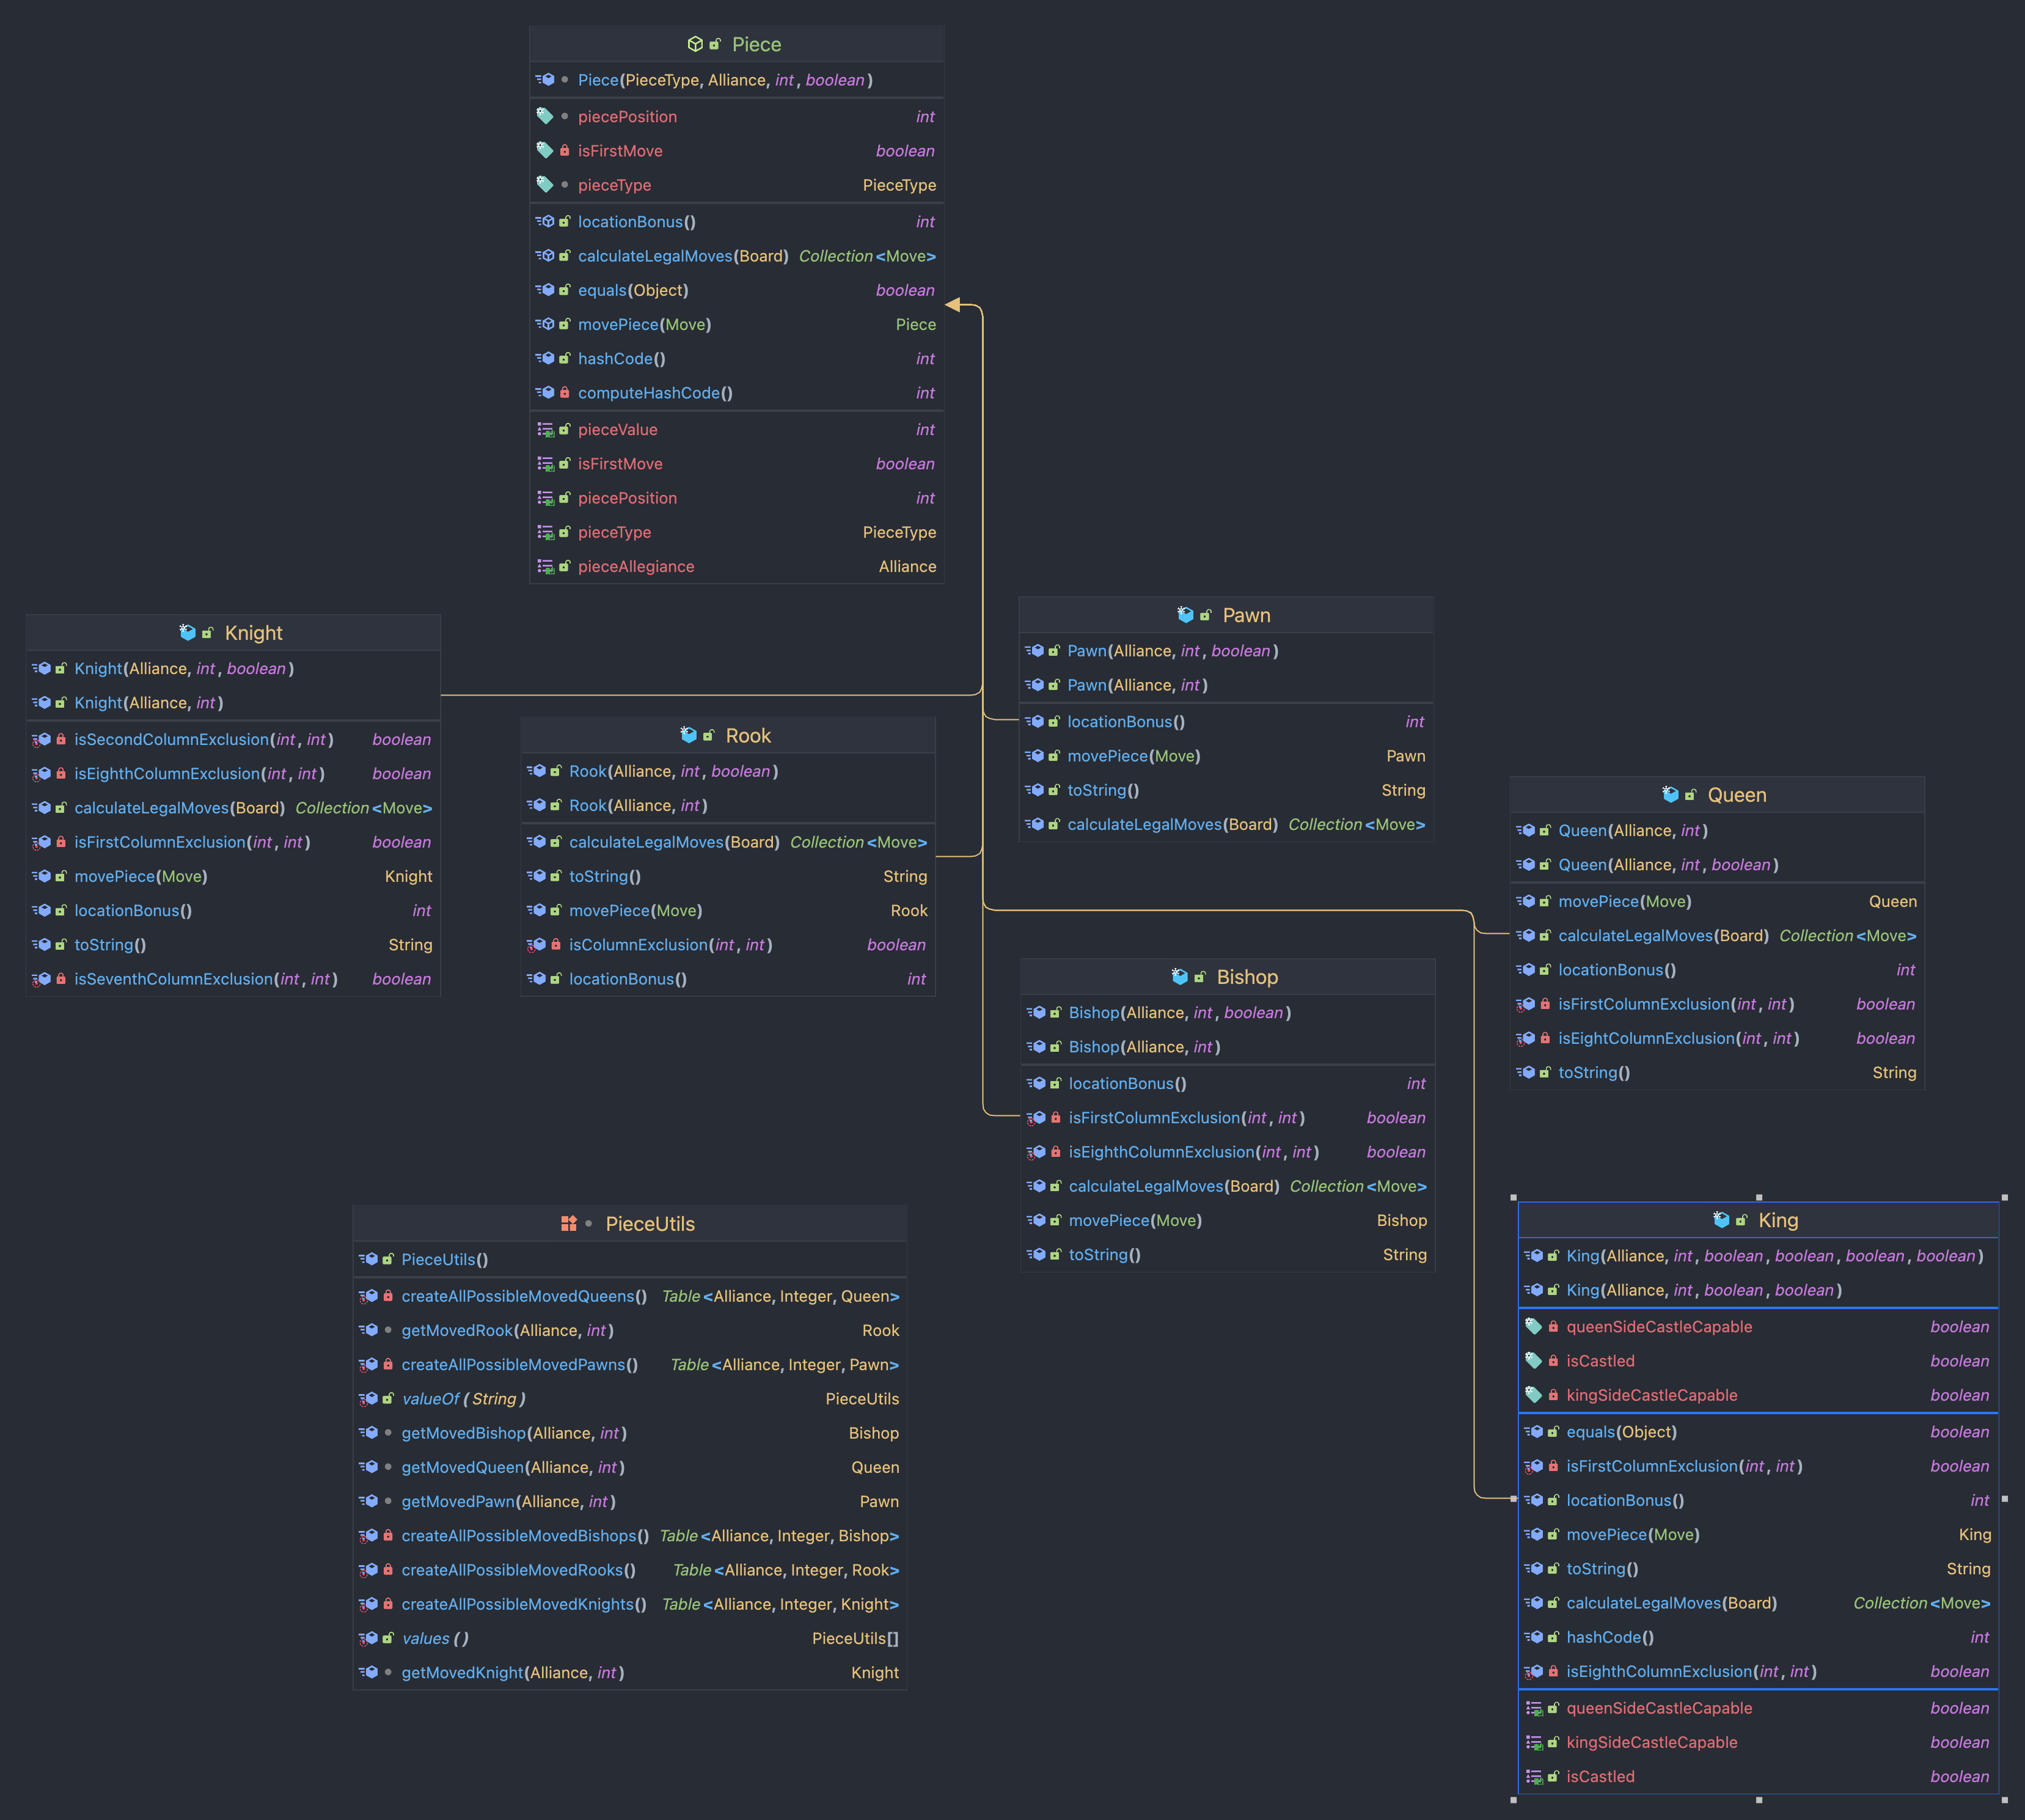 Piece
Piece(PieceType, Alliance, int, boolean)
piecePosition int
isFirstMove boolean
pieceType PieceType
locationBonus() int
calculateLegalMoves(Board) Collection<Move>
equals(Object) boolean
movePiece(Move) Piece
hashCode() int
computeHashCode() int
pieceValue int
isFirstMove boolean
piecePosition int
pieceType PieceType
pieceAllegiance Alliance
Knight
Knight(Alliance, int, boolean)
Knight(Alliance, int)
isSecondColumnExclusion(int, int) boolean
isEighthColumnExclusion(int, int) boolean
calculateLegalMoves(Board) Collection<Move>
isFirstColumnExclusion(int, int) boolean
movePiece(Move) Knight
locationBonus() int
toString() String
isSeventhColumnExclusion(int, int) boolean
Rook
Rook(Alliance, int, boolean)
Rook(Alliance, int)
calculateLegalMoves(Board) Collection<Move>
toString() String
movePiece(Move) Rook
isColumnExclusion(int, int) boolean
locationBonus() int
Pawn
Pawn(Alliance, int, boolean)
Pawn(Alliance, int)
locationBonus() int
movePiece(Move) Pawn
toString() String
calculateLegalMoves(Board) Collection<Move>
Queen
Queen(Alliance, int)
Queen(Alliance, int, boolean)
movePiece(Move) Queen
calculateLegalMoves(Board) Collection<Move>
locationBonus() int
isFirstColumnExclusion(int, int) boolean
isEightColumnExclusion(int, int) boolean
toString() String
Bishop
Bishop(Alliance, int, boolean)
Bishop(Alliance, int)
locationBonus() int
isFirstColumnExclusion(int, int) boolean
isEighthColumnExclusion(int, int) boolean
calculateLegalMoves(Board) Collection<Move>
movePiece(Move) Bishop
toString() String
PieceUtils
PieceUtils()
createAllPossibleMovedQueens() Table<Alliance, Integer, Queen>
getMovedRook(Alliance, int) Rook
createAllPossibleMovedPawns() Table<Alliance, Integer, Pawn>
valueOf(String) PieceUtils
getMovedBishop(Alliance, int) Bishop
getMovedQueen(Alliance, int) Queen
getMovedPawn(Alliance, int) Pawn
createAllPossibleMovedBishops() Table<Alliance, Integer, Bishop>
createAllPossibleMovedRooks() Table<Alliance, Integer, Rook>
createAllPossibleMovedKnights() Table<Alliance, Integer, Knight>
values() PieceUtils[]
getMovedKnight(Alliance, int) Knight
King
King(Alliance, int, boolean, boolean, boolean, boolean)
King(Alliance, int, boolean, boolean)
queenSideCastleCapable boolean
isCastled boolean
kingSideCastleCapable boolean
equals(Object) boolean
isFirstColumnExclusion(int, int) boolean
locationBonus() int
movePiece(Move) King
toString() String
calculateLegalMoves(Board) Collection<Move>
hashCode() int
isEighthColumnExclusion(int, int) boolean
queenSideCastleCapable boolean
kingSideCastleCapable boolean
isCastled boolean